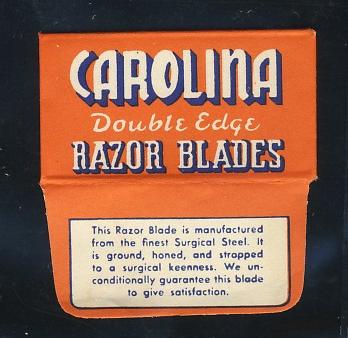 CAROLINA
Double Edge
RAZOR BLADES
This Razor Blade is manufactured
from the finest Surgical Steel. It
is ground, honed, and stropped
to a surgical keenness. We un-
conditionally guarantee this blade
to give satisfaction.